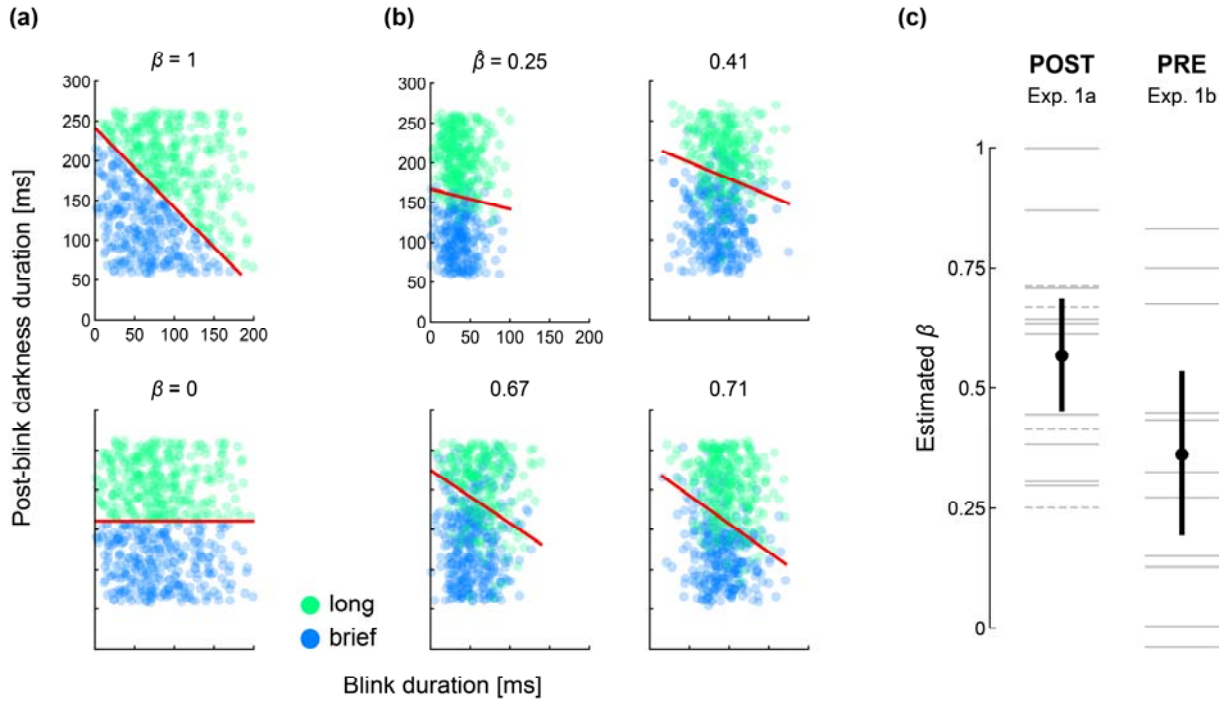 (a)
(b)
(c)
β = 1
β̂ = 0.25
0.41
POST
PRE
Exp. 1a
Exp. 1b
300
250
200
150
100
50
0
0 50 100 150 200
300
250
200
150
100
50
0
0 50 100 150 200
β = 0
0.67
0.71
Post-blink darkness duration [ms]
long
brief
Blink duration [ms]
Estimated β
1
0.75
0.5
0.25
0